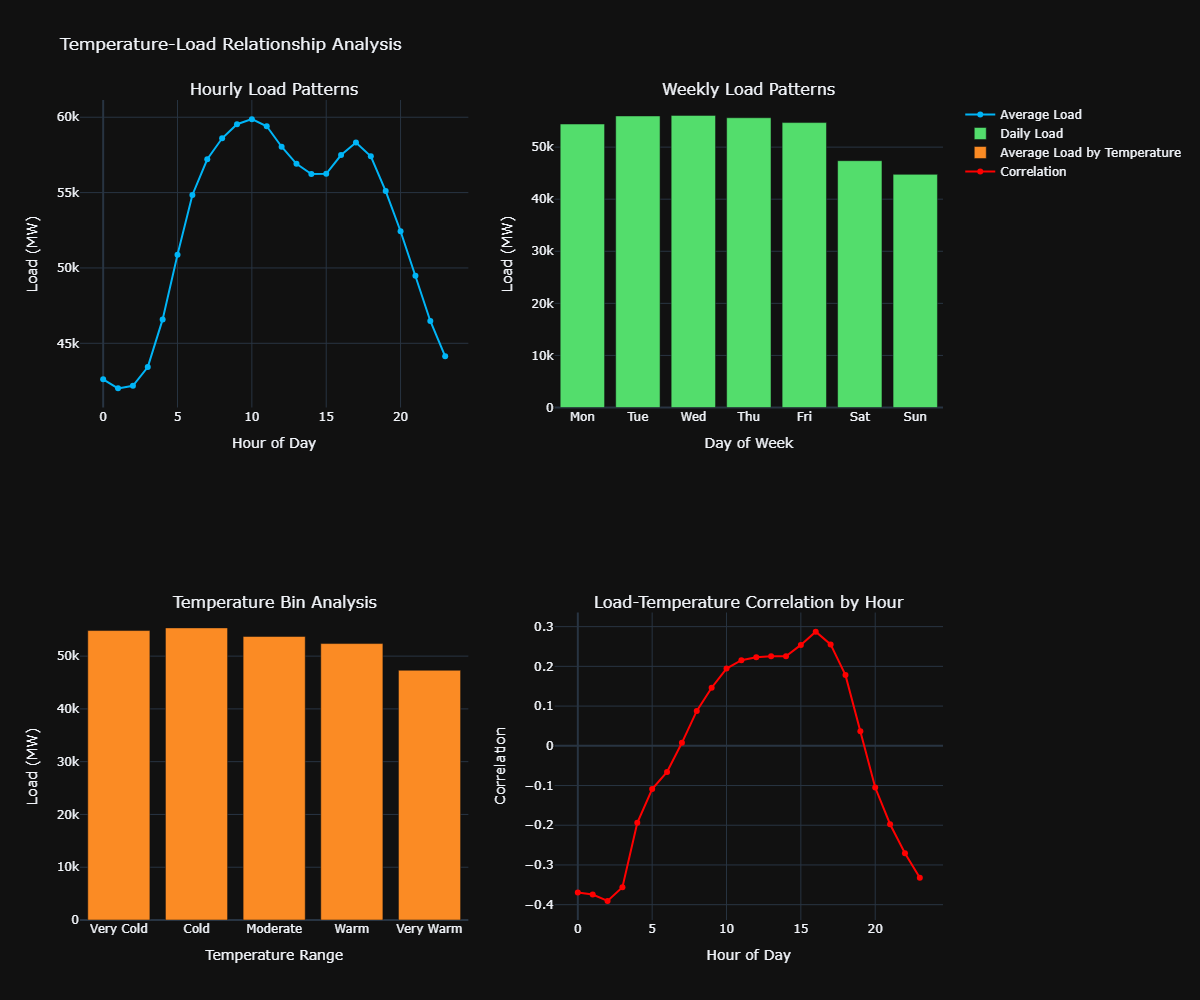 Temperature-Load Relationship Analysis
Hourly Load Patterns
60k
55k
50k
45k
Load (MW)
0 5 10 15 20
Hour of Day
Weekly Load Patterns
50k
40k
30k
20k
10k
0
Load (MW)
Mon Tue Wed Thu Fri Sat Sun
Day of Week
Average Load
Daily Load
Average Load by Temperature
Correlation
Temperature Bin Analysis
50k
40k
30k
20k
10k
0
Load (MW)
Very Cold Cold Moderate Warm Very Warm
Temperature Range
Load-Temperature Correlation by Hour
0.3
0.2
0.1
0
−0.1
−0.2
−0.3
−0.4
Correlation
0 5 10 15 20
Hour of Day